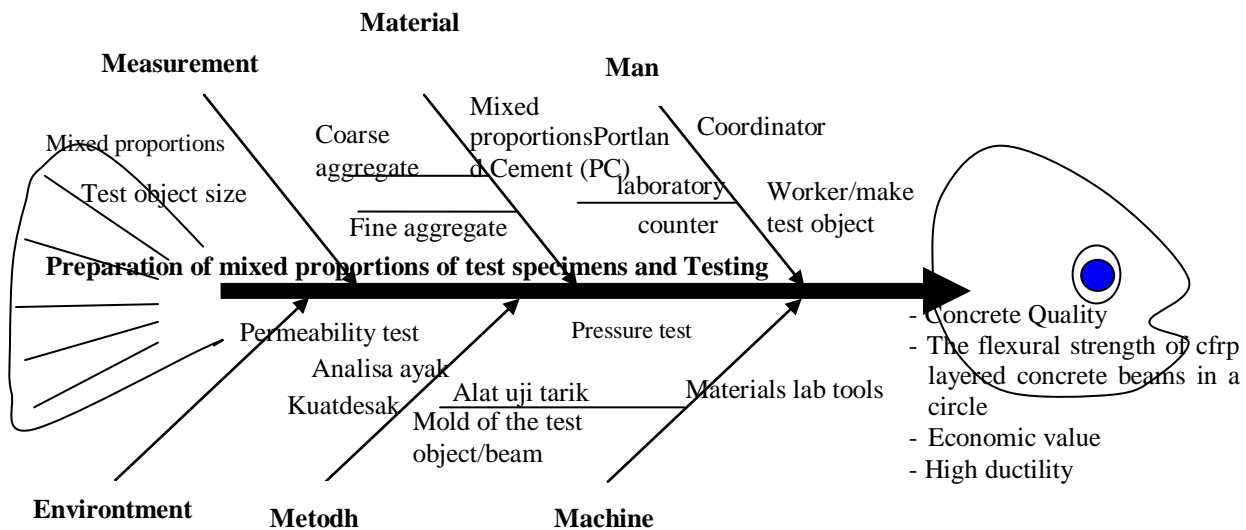 Material
Measurement
Man
Mixed proportions
Test object size
Coarse
aggregate
Fine aggregate
Mixed
proportionsPortlan
d Cement (PC)
Coordinator
laboratory
counter
Worker/make
test object
Preparation of mixed proportions of test specimens and Testing
Permeability test
Analisa ayak
Kuatdesak
Pressure test
Alat uji tarik
Mold of the test
object/beam
Materials lab tools
- Concrete Quality
- The flexural strength of cfrp
layered concrete beams in a
circle
- Economic value
- High ductility
Environtment
Metodh
Machine